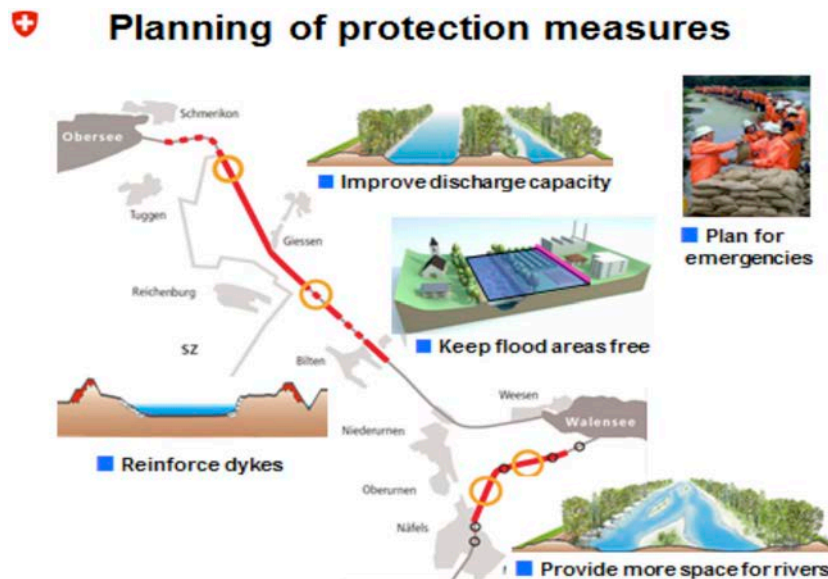 Planning of protection measures
Schmerikon
Obersee
Improve discharge capacity
Tuggen
Giessen
Plan for
emergencies
Reichenburg
SZ
Bilten
Keep flood areas free
Weesen
Walensee
Niederurnen
Reinforce dykes
Oberurnen
Näfels
Provide more space for rivers